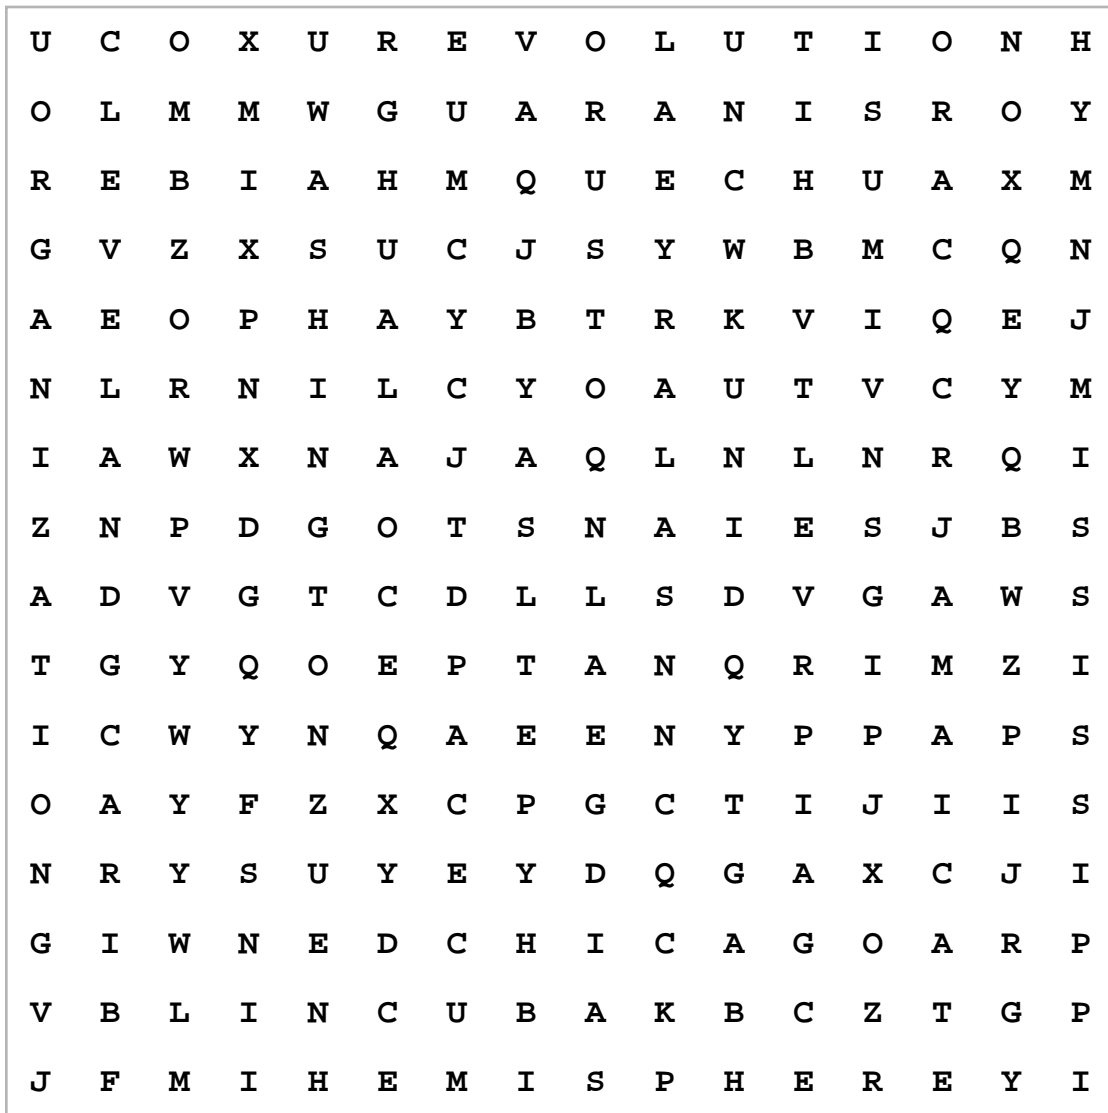 U C O X U R E V O L U T I O N H
O L M M W G U A R A N I S R O Y
R E B I A H M Q U E C H U A X M
G V Z X S U C J S Y W B M C Q N
A E O P H A Y B T R K V I Q E J
N L R N I L C Y O A U T V C Y M
I A W X N A J A Q L N L N R Q I
Z N P D G O T S N A I E S J B S
A D V G T C D L L S D V G A W S
T G Y Q O E P T A N Q R I M Z I
I C W Y N Q A E E N Y P P A P S
O A Y F Z X C P G C T I J I I S
N R Y S U Y E Y D Q G A X C J I
G I W N E D C H I C A G O A R P
V B L I N C U B A K B C Z T G P
J F M I H E M I S P H E R E Y I